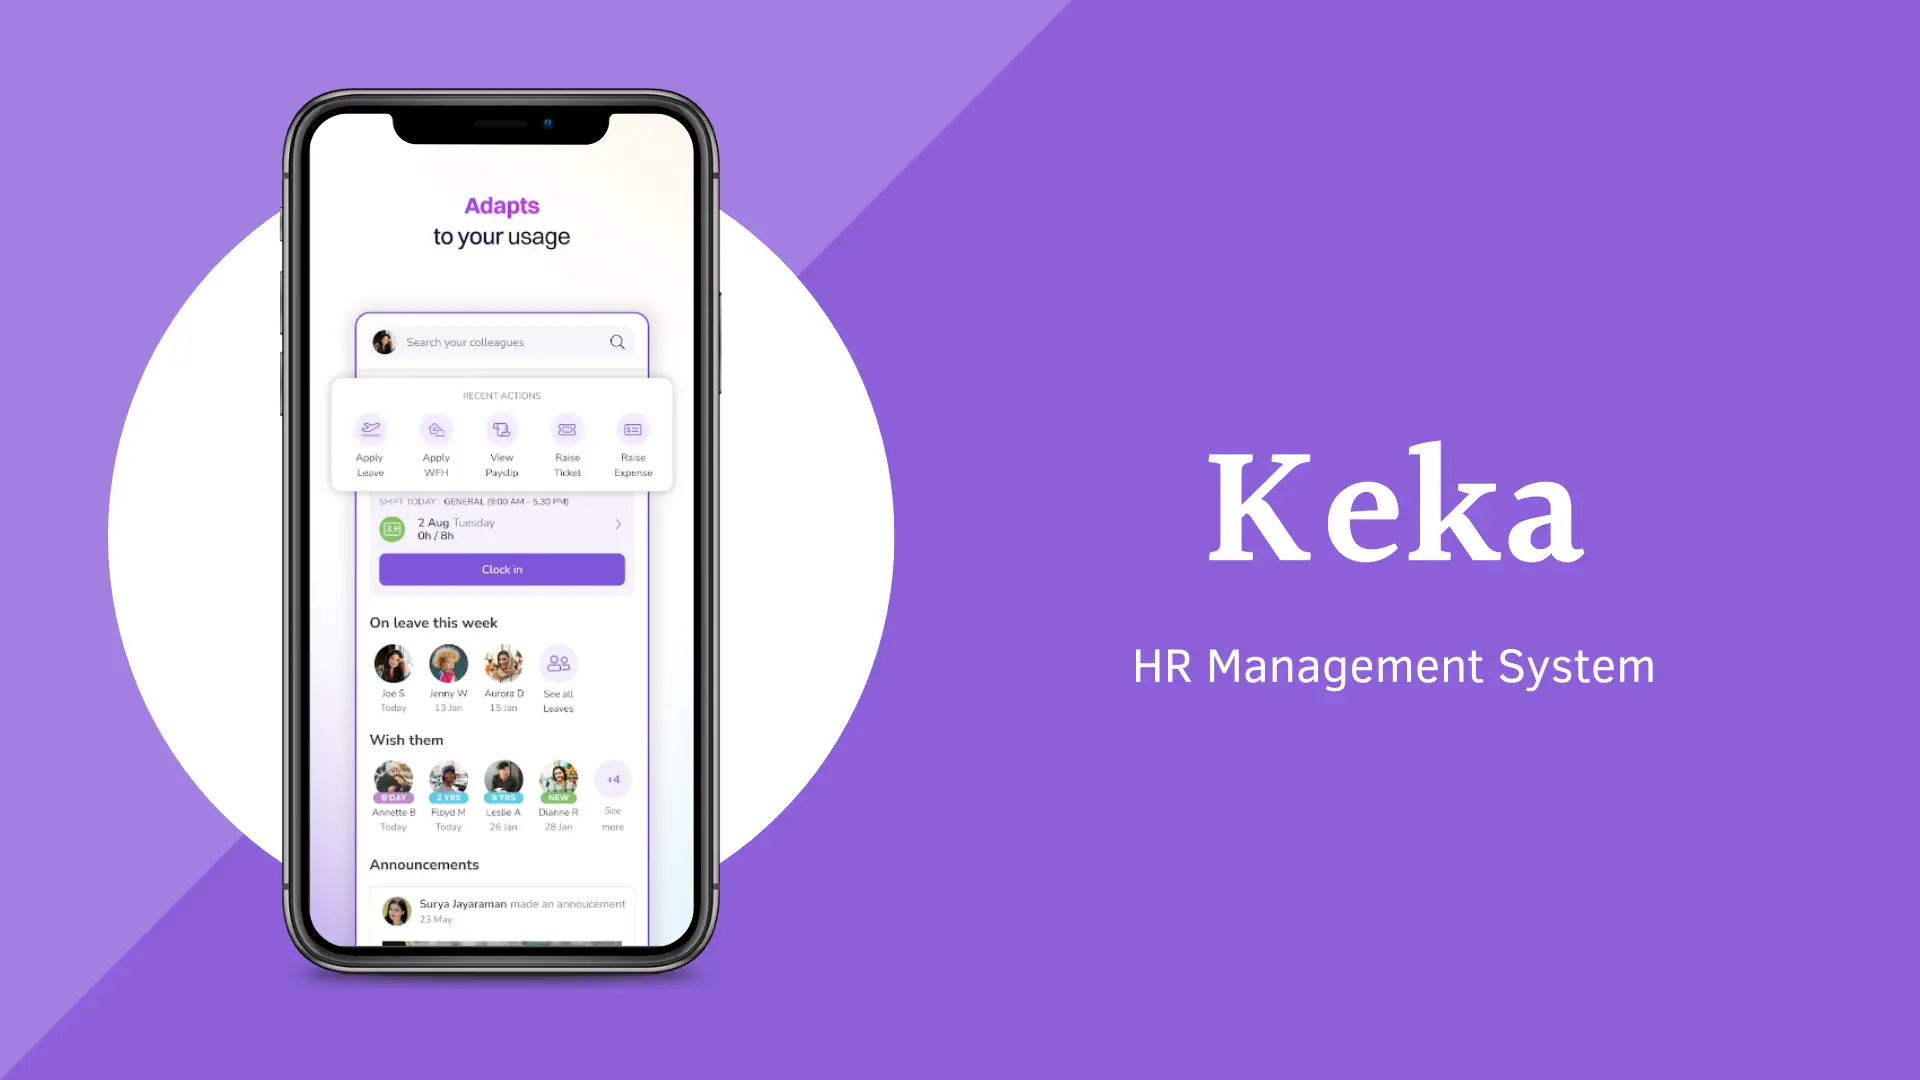 Adapts
to your usage
Search your colleagues
RECENT ACTIONS
Apply Leave
Apply WFH
View Payslip
Raise Ticket
Raise Expense
SHIFT TODAY : GENERAL (9:00 AM - 5.30 PM)
2 Aug Tuesday
0h / 8h
Clock in
On leave this week
Joe S
Today
Jenny W
13 Jan
Aurora D
15 Jan
See all
Leaves
Wish them
B'DAY
Annette B
Today
2 YRS
Floyd M
Today
8 YRS
Leslie A
26 Jan
NEW
Dianne R
28 Jan
+4
See
more
Announcements
Surya Jayaraman made an annoucement
23 May
Keka
HR Management System